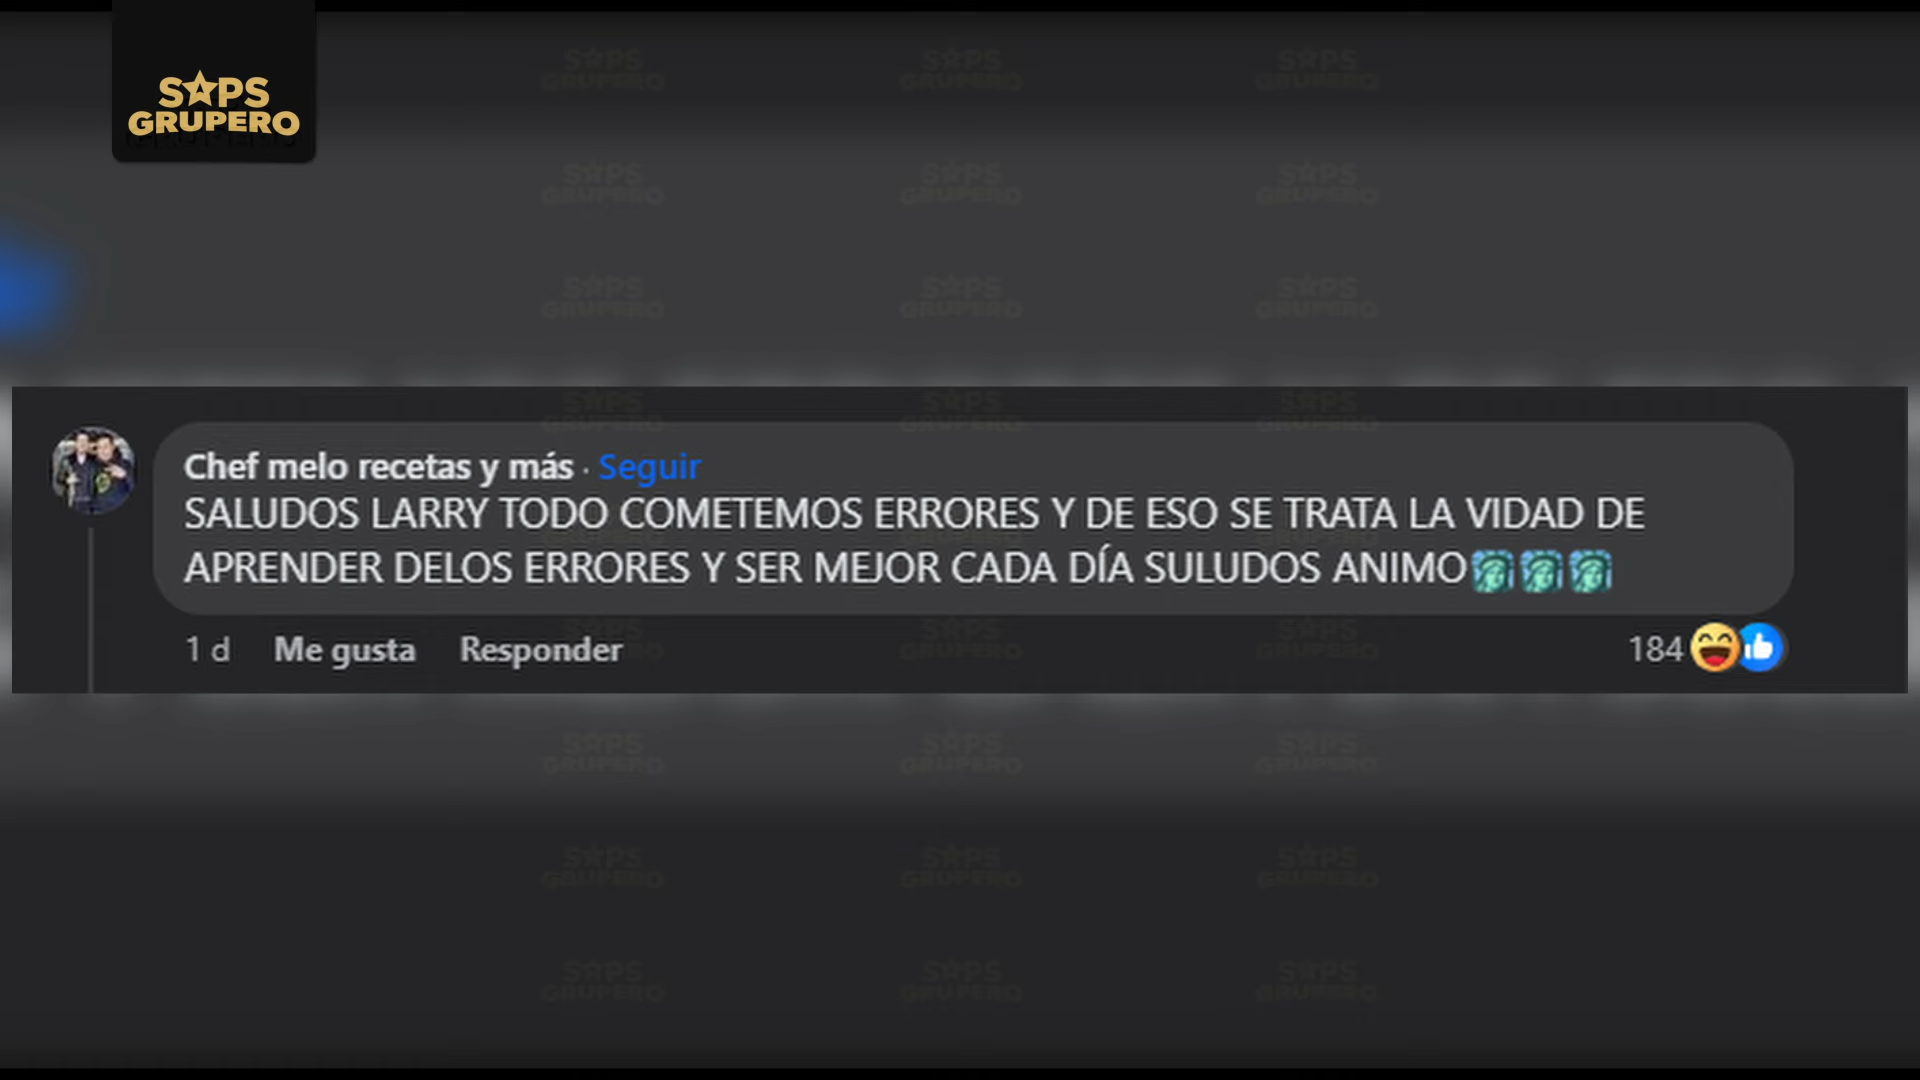 SAPS
GRUPERO
Chef melo recetas y más · Seguir
SALUDOS LARRY TODO COMETEMOS ERRORES Y DE ESO SE TRATA LA VIDAD DE
APRENDER DELOS ERRORES Y SER MEJOR CADA DÍA SULUDOS ANIMO🗽🗽🗽
1 d Me gusta Responder 184